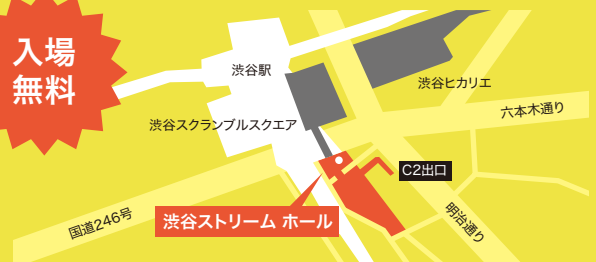 入場
無料
渋谷駅
渋谷ヒカリエ
六本木通り
渋谷スクランブルスクエア
C2出口
渋谷ストリーム ホール
国道246号
明治通り